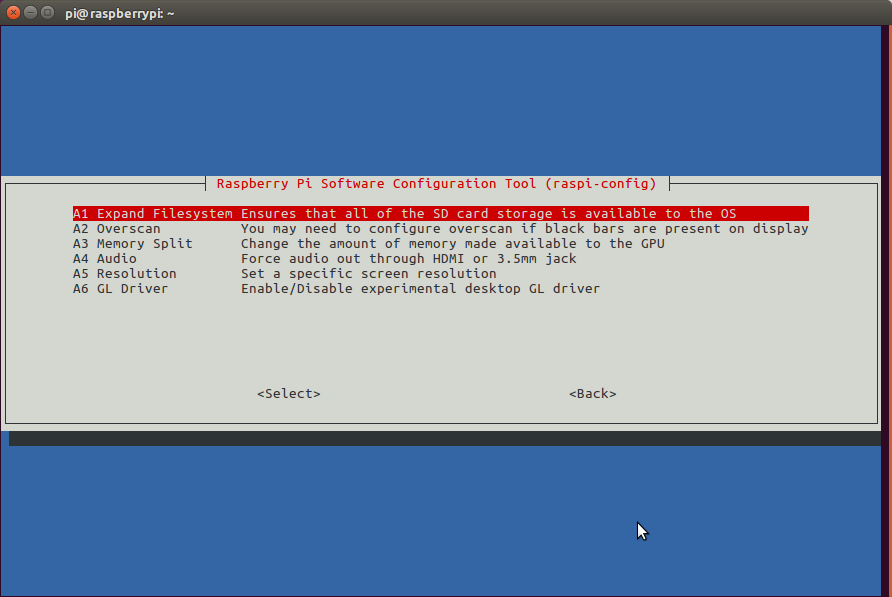 pi@raspberrypi: ~
Raspberry Pi Software Configuration Tool (raspi-config)
A1 Expand Filesystem Ensures that all of the SD card storage is available to the OS
A2 Overscan You may need to configure overscan if black bars are present on display
A3 Memory Split Change the amount of memory made available to the GPU
A4 Audio Force audio out through HDMI or 3.5mm jack
A5 Resolution Set a specific screen resolution
A6 GL Driver Enable/Disable experimental desktop GL driver
<Select> <Back>